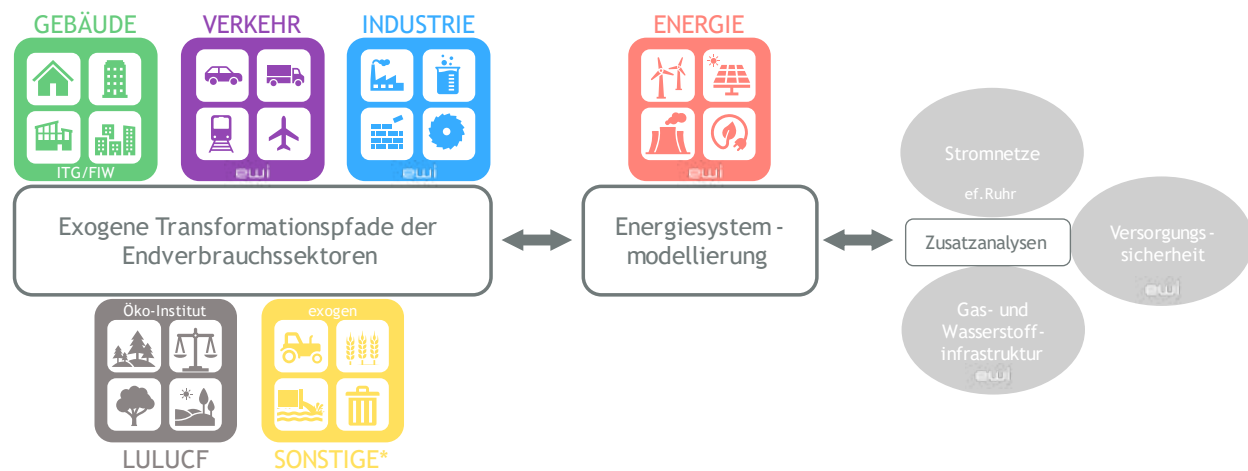 GEBÄUDE
VERKEHR
INDUSTRIE
ENERGIE
ITG/FIW
ewi
ewi
ewi
Exogene Transformationspfade der
Endverbrauchssektoren
Energiesystem -
modellierung
Stromnetze
ef.Ruhr
Zusatzanalysen
Versorgungs-
sicherheit
ewi
Gas- und
Wasserstoff-
infrastruktur
ewi
Öko-Institut
exogen
LULUCF
SONSTIGE*